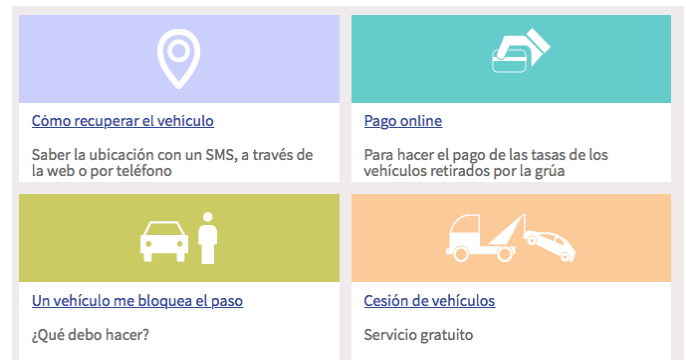 Cómo recuperar el vehículo
Saber la ubicación con un SMS, a través de
la web o por teléfono
Pago online
Para hacer el pago de las tasas de los
vehículos retirados por la grúa
Un vehículo me bloquea el paso
¿Qué debo hacer?
Cesión de vehículos
Servicio gratuito